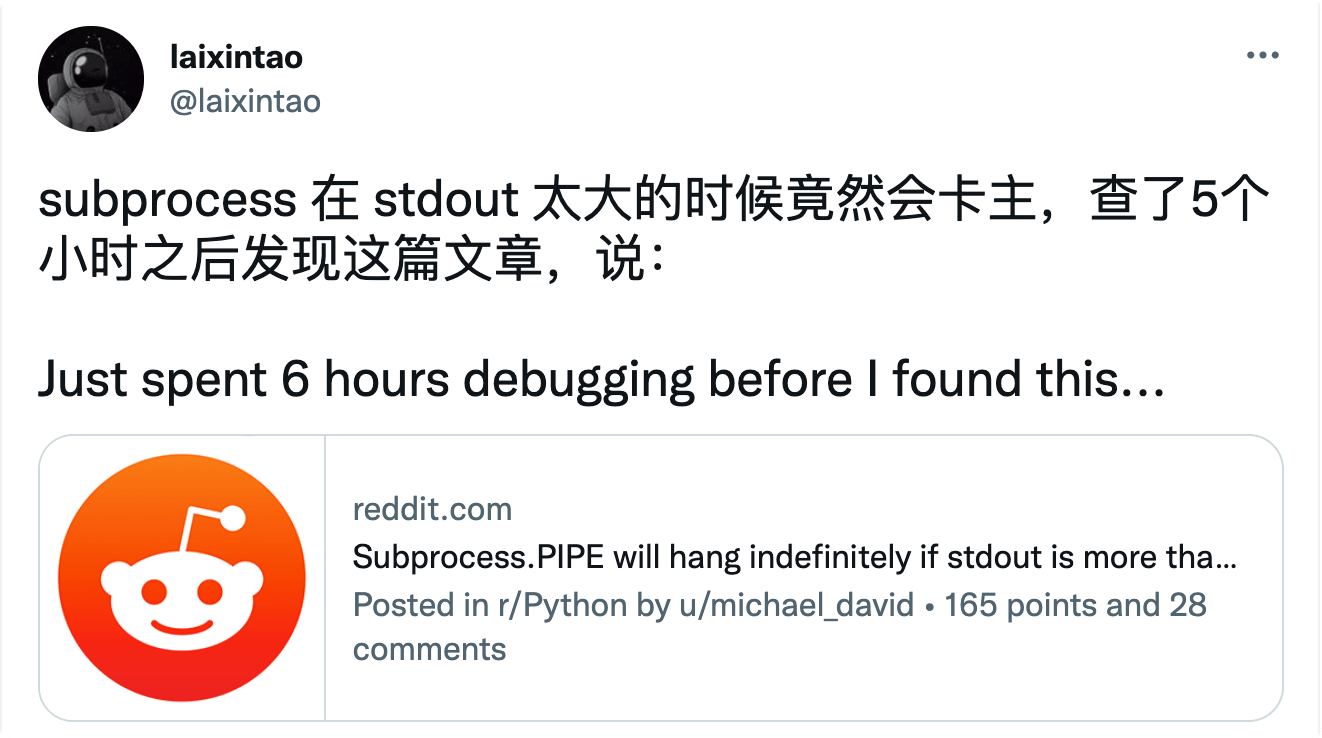 laixintao
@laixintao
subprocess 在 stdout 太大的时候竟然会卡主，查了5个
小时之后发现这篇文章，说：
Just spent 6 hours debugging before I found this…
reddit.com
Subprocess.PIPE will hang indefinitely if stdout is more tha…
Posted in r/Python by u/michael_david • 165 points and 28
comments